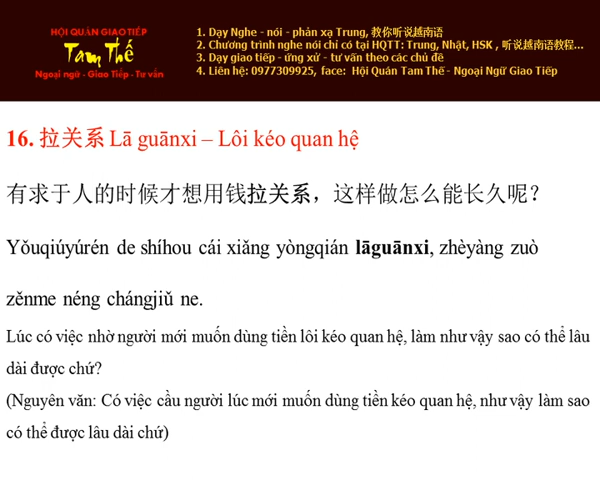 HỘI QUÁN GIAO TIẾP
Tam Thế
Ngoại ngữ - Giao Tiếp - Tư vấn
1. Dạy Nghe - nói - phản xạ Trung, 教你听说越南语
2. Chương trình nghe nói chỉ có tại HQTT: Trung, Nhật, HSK , 听说越南语教程...
3. Dạy giao tiếp - ứng xử - tư vấn theo các chủ đề
4. Liên hệ: 0977309925, face: Hội Quán Tam Thế - Ngoại Ngữ Giao Tiếp
16. 拉关系 Lā guānxi – Lôi kéo quan hệ
有求于人的时候才想用钱拉关系，这样做怎么能长久呢？
Yǒuqiúyúrén de shíhou cái xiǎng yòngqián lāguānxi, zhèyàng zuò
zěnme néng chángjiǔ ne.
Lúc có việc nhờ người mới muốn dùng tiền lôi kéo quan hệ, làm như vậy sao có thể lâu
dài được chứ?
(Nguyên văn: Có việc cầu người lúc mới muốn dùng tiền kéo quan hệ, như vậy làm sao
có thể được lâu dài chứ)